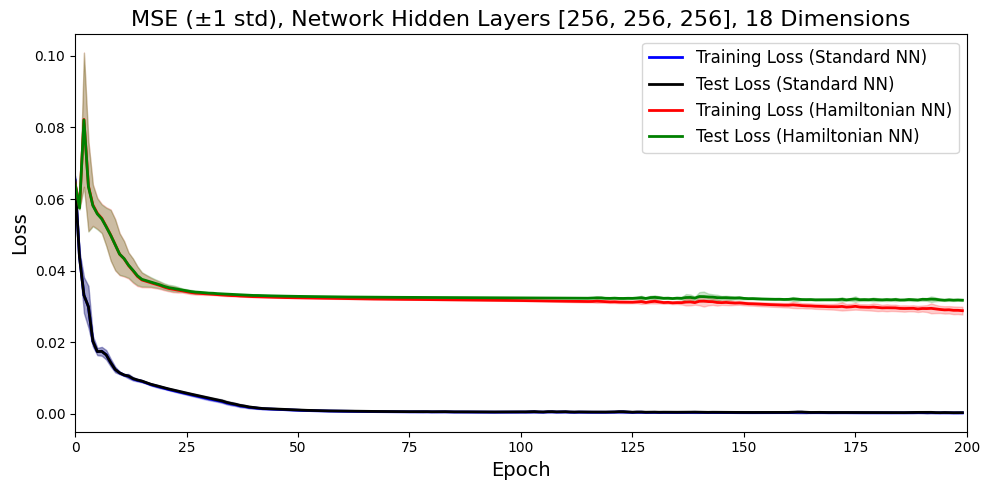 MSE (±1 std), Network Hidden Layers [256, 256, 256], 18 Dimensions
Training Loss (Standard NN)
Test Loss (Standard NN)
Training Loss (Hamiltonian NN)
Test Loss (Hamiltonian NN)
Loss
0.10
0.08
0.06
0.04
0.02
0.00
0 25 50 75 100 125 150 175 200
Epoch